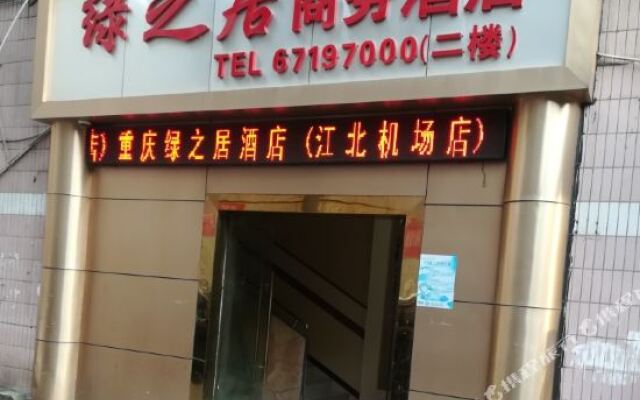 绿之居商务酒店
TEL 67197000(二楼)
店) 重庆绿之居酒店 (江北机场店)